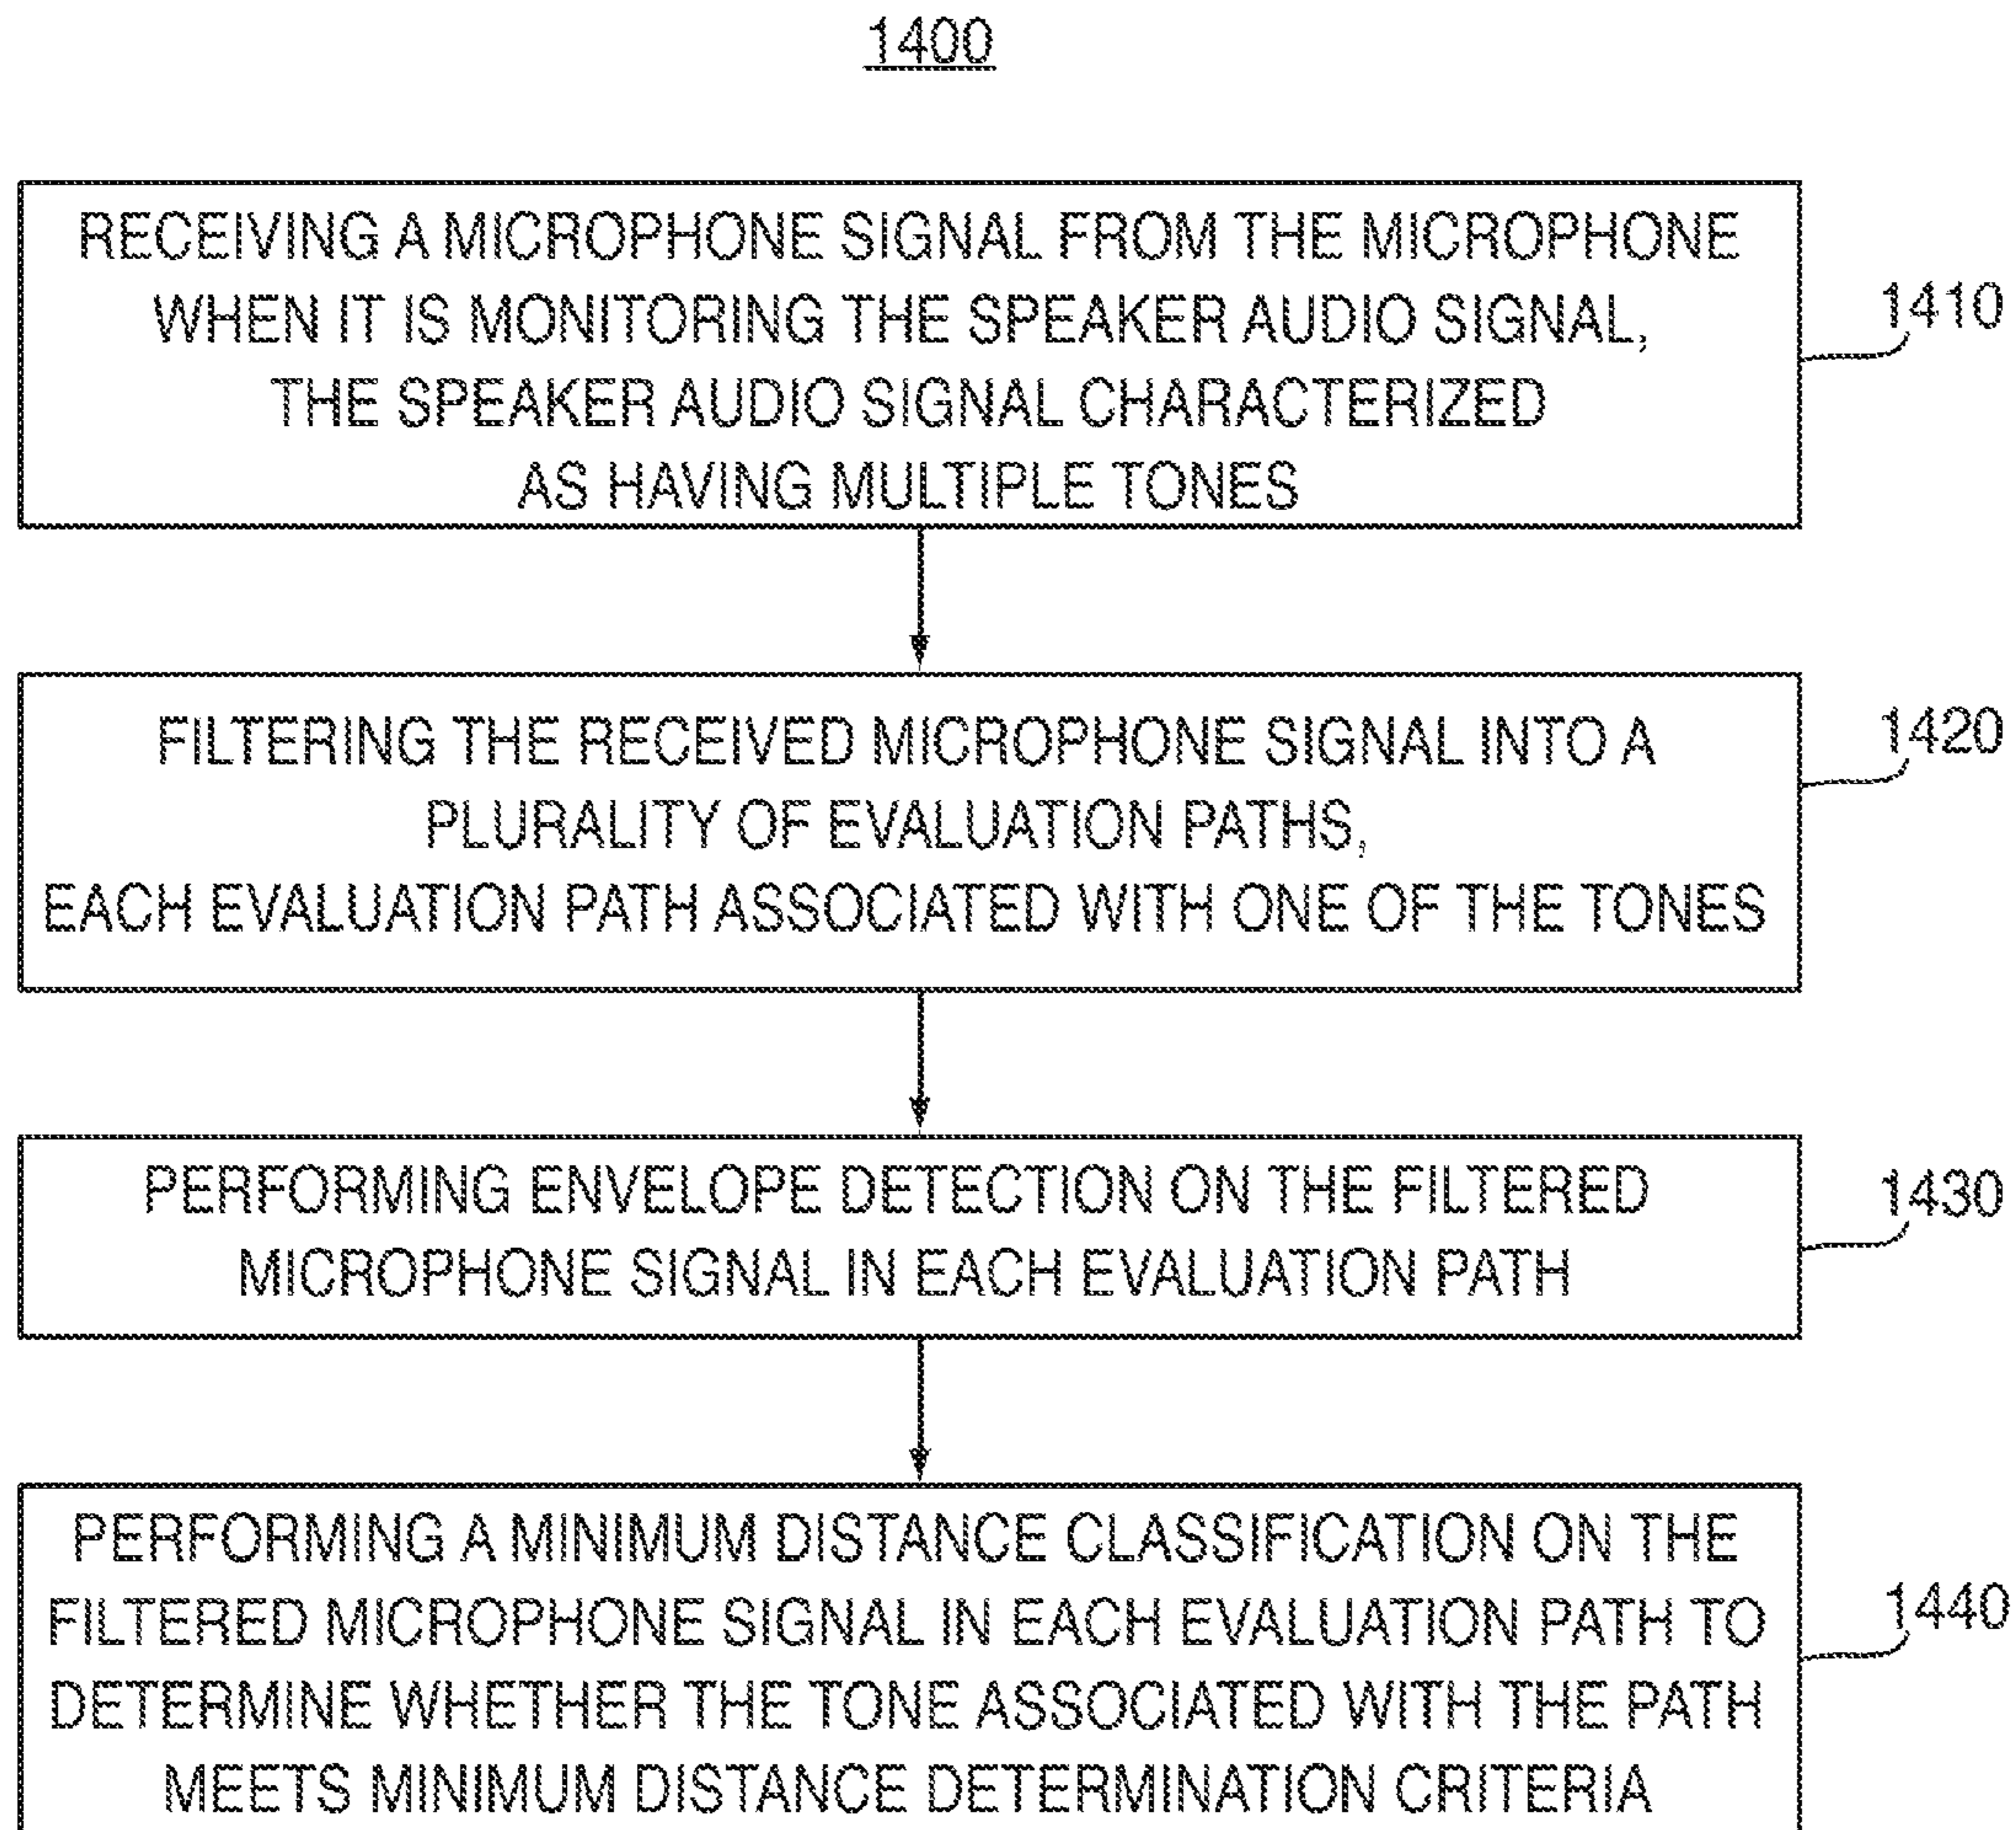 1400
RECEIVING A MICROPHONE SIGNAL FROM THE MICROPHONE
WHEN IT IS MONITORING THE SPEAKER AUDIO SIGNAL,
THE SPEAKER AUDIO SIGNAL CHARACTERIZED
AS HAVING MULTIPLE TONES
1410
FILTERING THE RECEIVED MICROPHONE SIGNAL INTO A
PLURALITY OF EVALUATION PATHS,
EACH EVALUATION PATH ASSOCIATED WITH ONE OF THE TONES
1420
PERFORMING ENVELOPE DETECTION ON THE FILTERED
MICROPHONE SIGNAL IN EACH EVALUATION PATH
1430
PERFORMING A MINIMUM DISTANCE CLASSIFICATION ON THE
FILTERED MICROPHONE SIGNAL IN EACH EVALUATION PATH TO
DETERMINE WHETHER THE TONE ASSOCIATED WITH THE PATH
MEETS MINIMUM DISTANCE DETERMINATION CRITERIA
1440